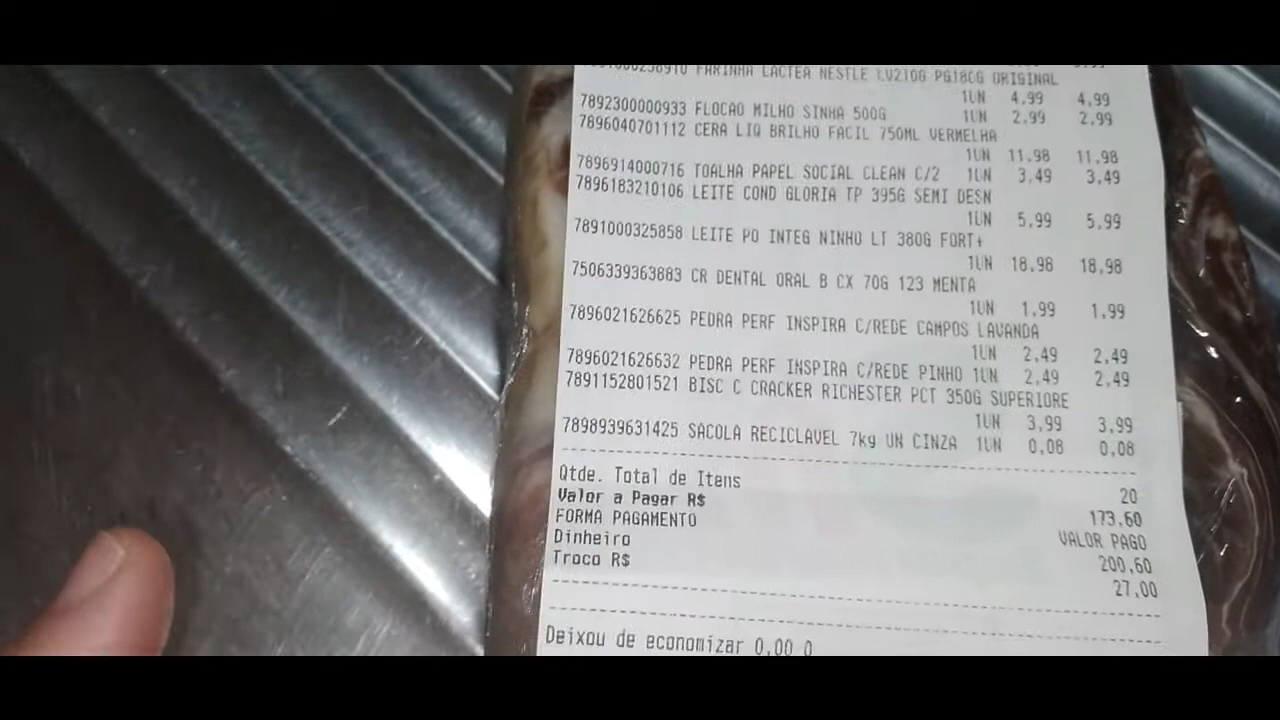 FARINHA LACTEA NESTLE LV210G PG180G ORIGINAL
1UN 4,99 4,99
7892300000933 FLOCAO MILHO SINHA 500G 1UN 2,99 2,99
7896040701112 CERA LIQ BRILHO FACIL 750ML VERMELHA
1UN 11,98 11,98
7896914000716 TOALHA PAPEL SOCIAL CLEAN C/2 1UN 3,49 3,49
7896183210106 LEITE COND GLORIA TP 395G SEMI DESN
1UN 5,99 5,99
7891000325858 LEITE PO INTEG NINHO LT 380G FORT+
1UN 18,98 18,98
7506339363883 CR DENTAL ORAL B CX 70G 123 MENTA
1UN 1,99 1,99
7896021626625 PEDRA PERF INSPIRA C/REDE CAMPOS LAVANDA
1UN 2,49 2,49
7896021626632 PEDRA PERF INSPIRA C/REDE PINHO 1UN 2,49 2,49
7891152801521 BISC C CRACKER RICHESTER PCT 350G SUPERIORE
1UN 3,99 3,99
7898939631425 SACOLA RECICLAVEL 7kg UN CINZA 1UN 0,08 0,08
Qtde. Total de Itens 20
Valor a Pagar R$ 173,60
FORMA PAGAMENTO VALOR PAGO
Dinheiro 200,60
Troco R$ 27,00
Deixou de economizar 0,00 0